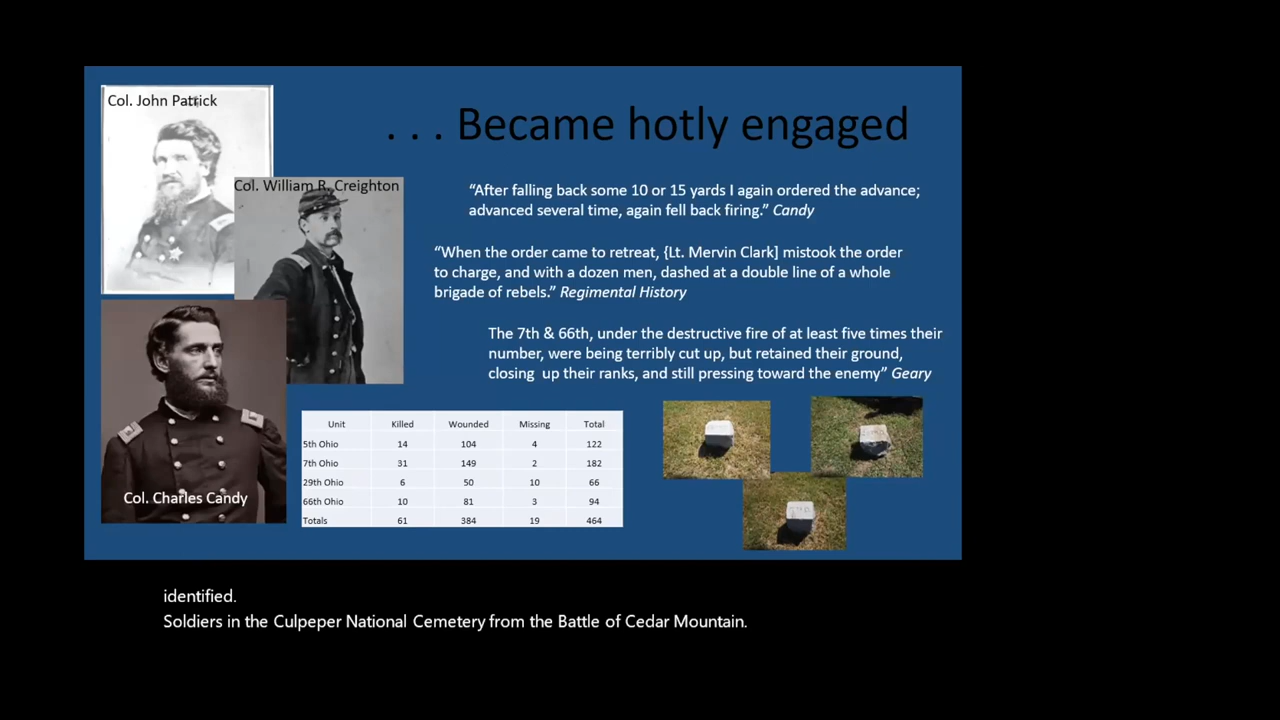 Col. John Patrick
. . . Became hotly engaged
Col. William R. Creighton
“After falling back some 10 or 15 yards I again ordered the advance;
advanced several time, again fell back firing.” Candy
“When the order came to retreat, {Lt. Mervin Clark] mistook the order
to charge, and with a dozen men, dashed at a double line of a whole
brigade of rebels.” Regimental History
The 7th & 66th, under the destructive fire of at least five times their
number, were being terribly cut up, but retained their ground,
closing up their ranks, and still pressing toward the enemy” Geary
Col. Charles Candy
Unit Killed Wounded Missing Total
5th Ohio 14 104 4 122
7th Ohio 31 149 2 182
29th Ohio 6 50 10 66
66th Ohio 10 81 3 94
Totals 61 384 19 464
identified.
Soldiers in the Culpeper National Cemetery from the Battle of Cedar Mountain.